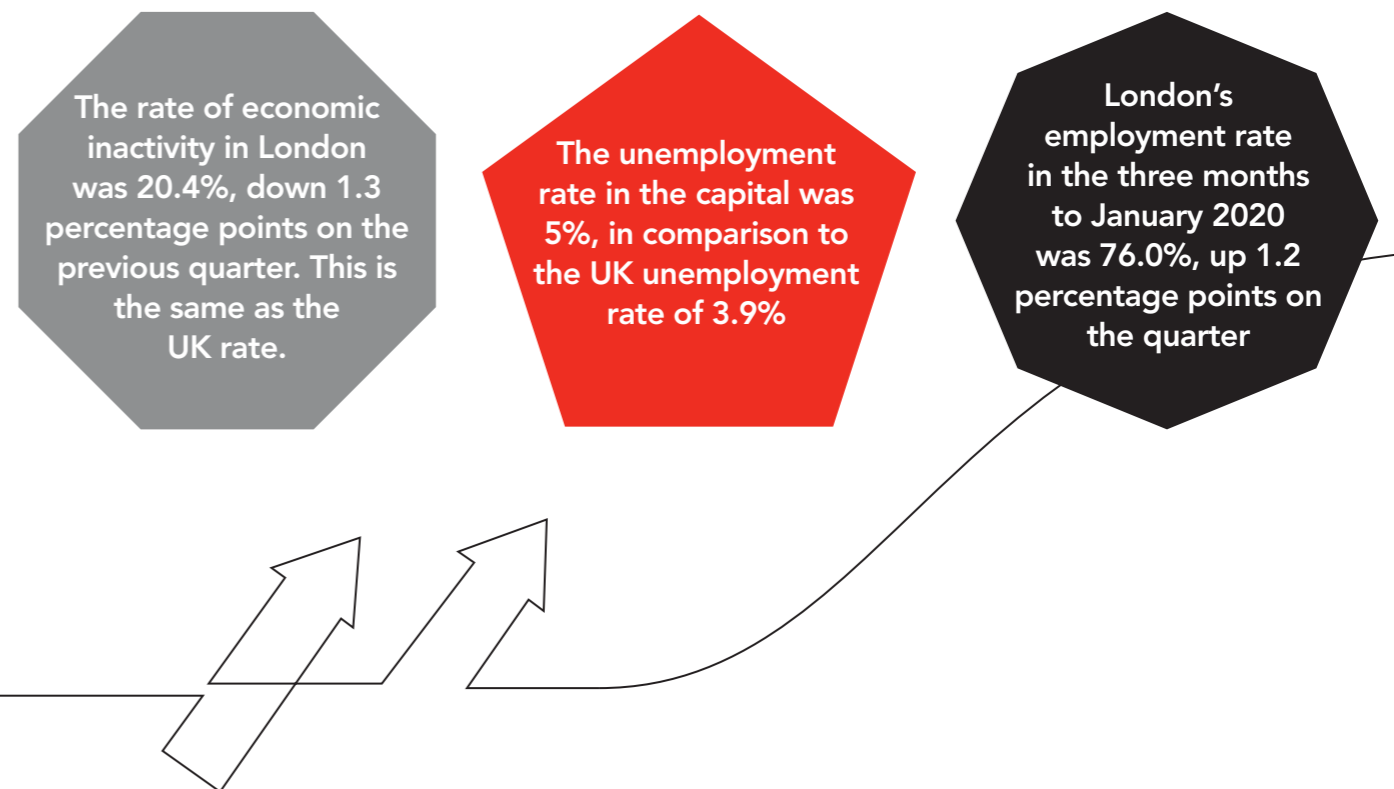 The rate of economic
inactivity in London
was 20.4%, down 1.3
percentage points on the
previous quarter. This is
the same as the
UK rate.
The unemployment
rate in the capital was
5%, in comparison to
the UK unemployment
rate of 3.9%
London’s
employment rate
in the three months
to January 2020
was 76.0%, up 1.2
percentage points on
the quarter